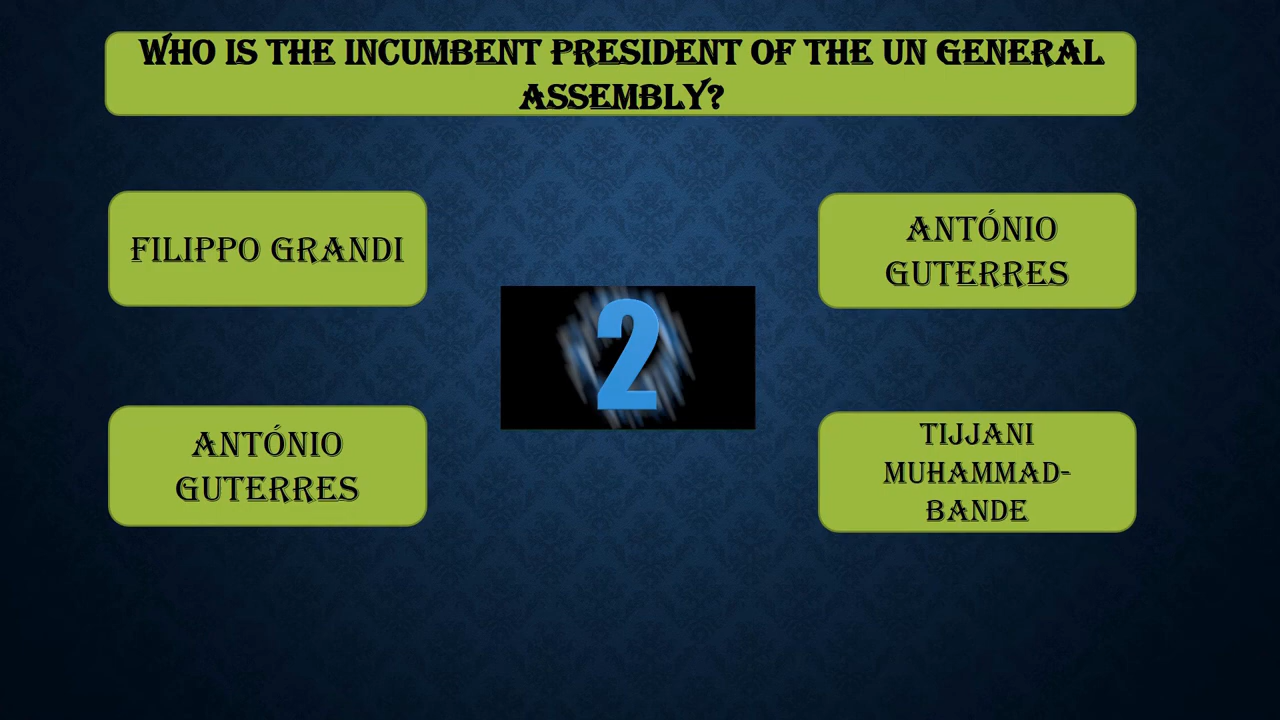 WHO IS THE INCUMBENT PRESIDENT OF THE UN GENERAL
ASSEMBLY?
FILIPPO GRANDI
ANTÓNIO
GUTERRES
2
ANTÓNIO
GUTERRES
TIJJANI
MUHAMMAD-
BANDE